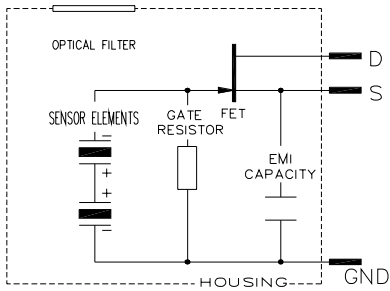 OPTICAL FILTER
D
S
SENSOR ELEMENTS
GATE
RESISTOR
FET
EMI
CAPACITY
−
+
+
−
GND
HOUSING